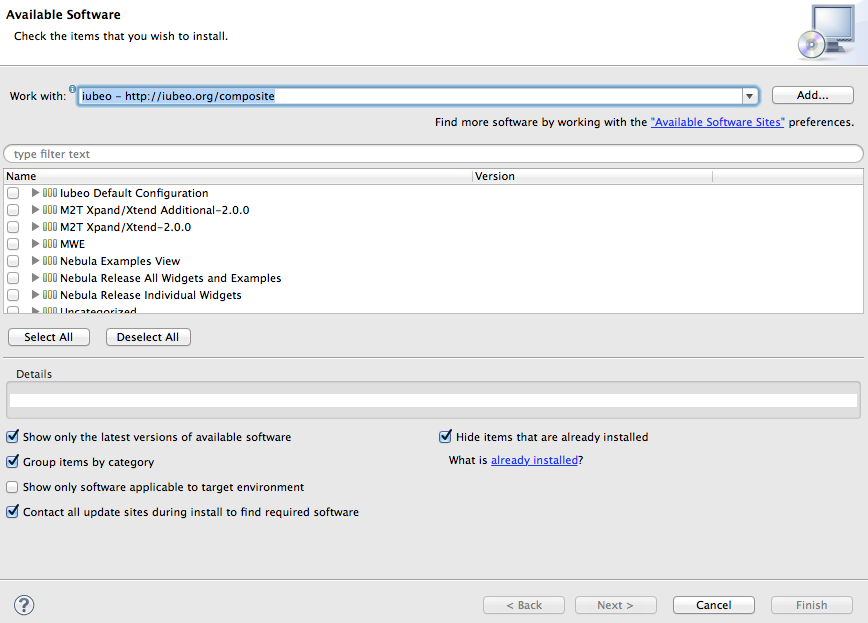 Available Software
Check the items that you wish to install.
Work with: iubeo – http://iubeo.org/composite
Add...
Find more software by working with the "Available Software Sites" preferences.
type filter text
Name Version
Iubeo Default Configuration
M2T Xpand/Xtend Additional-2.0.0
M2T Xpand/Xtend-2.0.0
MWE
Nebula Examples View
Nebula Release All Widgets and Examples
Nebula Release Individual Widgets
Uncategorized
Select All Deselect All
Details
Show only the latest versions of available software Hide items that are already installed
Group items by category What is already installed?
Show only software applicable to target environment
Contact all update sites during install to find required software
? < Back Next > Cancel Finish